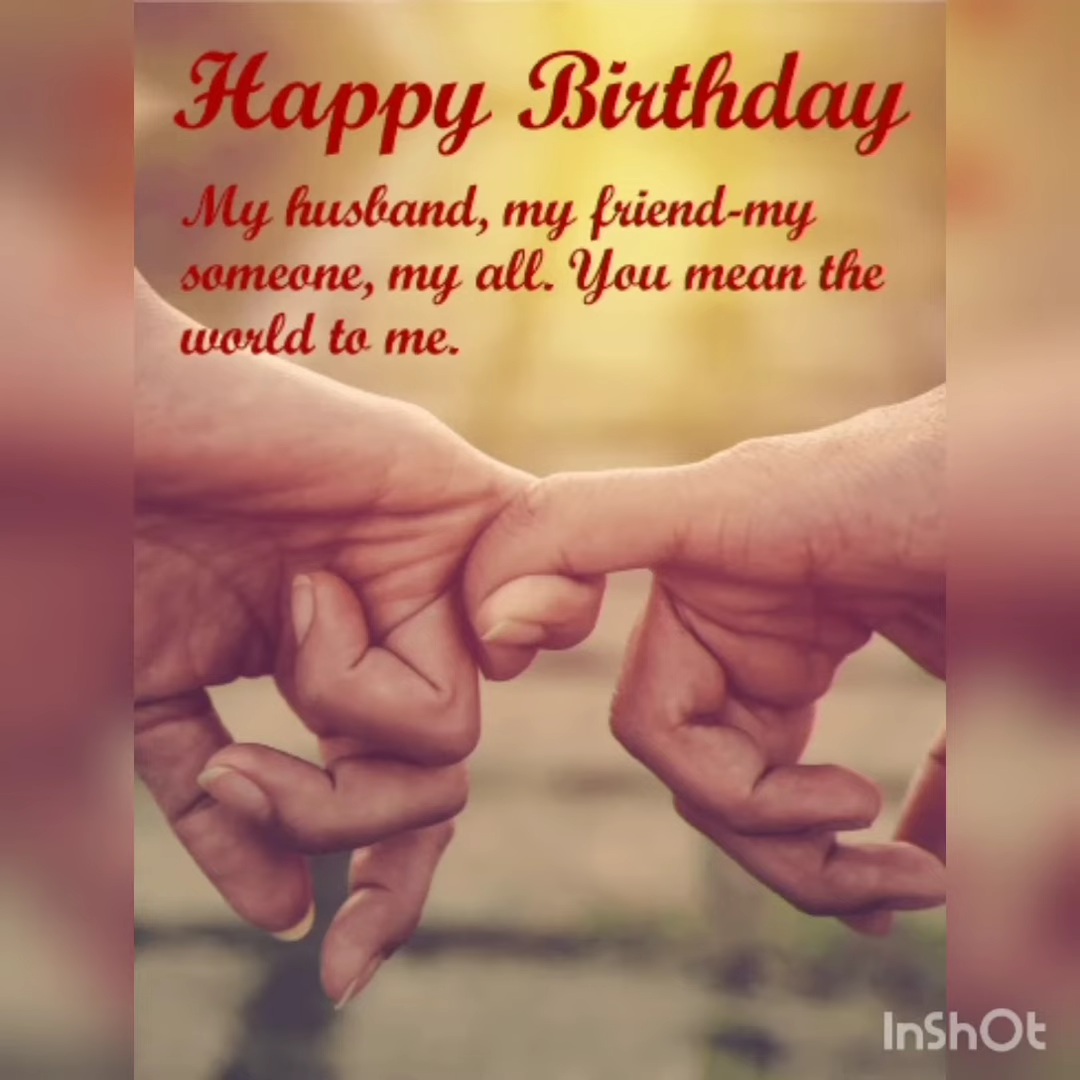 Happy Birthday
My husband, my friend-my
someone, my all. You mean the
world to me.
InShOt